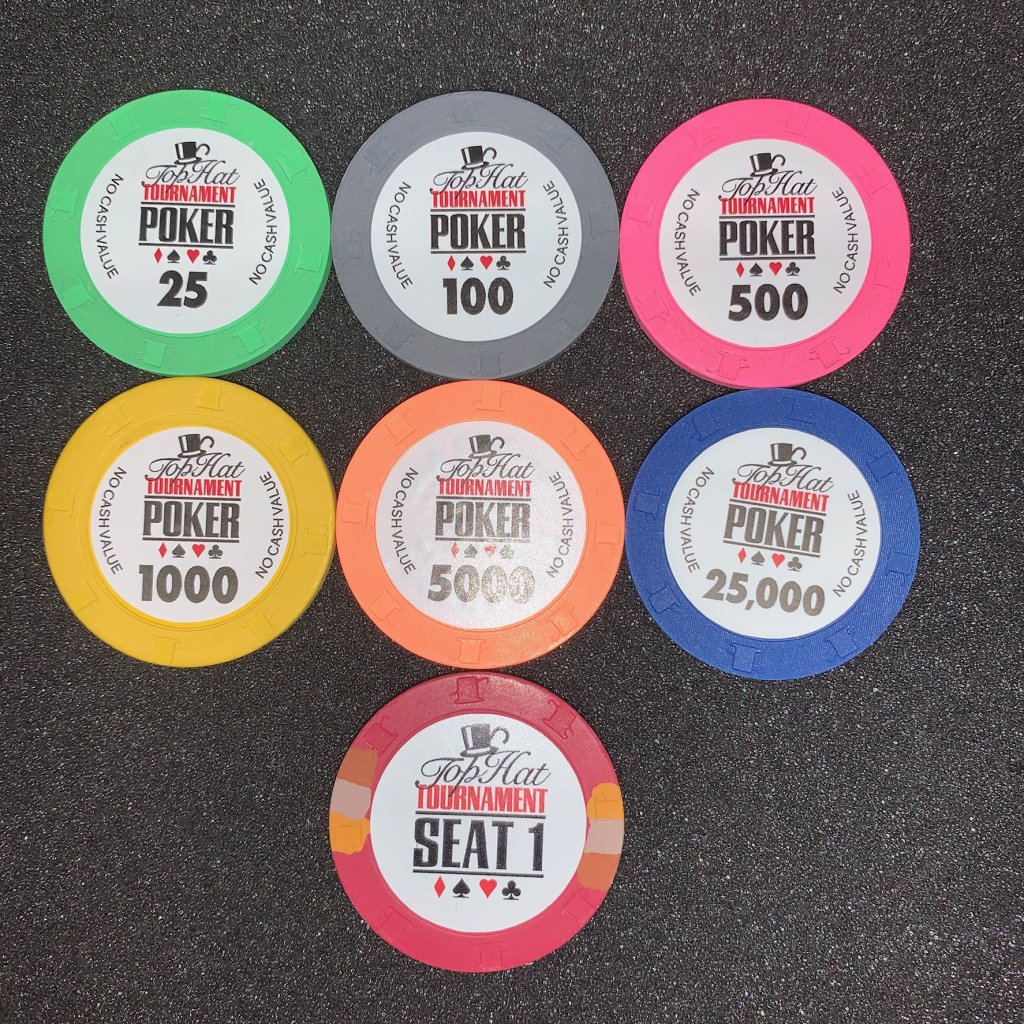 Top Hat
TOURNAMENT
POKER
NO CASH VALUE
NO CASH VALUE
25
Top Hat
TOURNAMENT
POKER
NO CASH VALUE
NO CASH VALUE
100
Top Hat
TOURNAMENT
POKER
NO CASH VALUE
NO CASH VALUE
500
Top Hat
TOURNAMENT
POKER
NO CASH VALUE
NO CASH VALUE
1000
Top Hat
TOURNAMENT
POKER
NO CASH VALUE
NO CASH VALUE
5000
Top Hat
TOURNAMENT
POKER
NO CASH VALUE
NO CASH VALUE
25,000
Top Hat
TOURNAMENT
SEAT 1